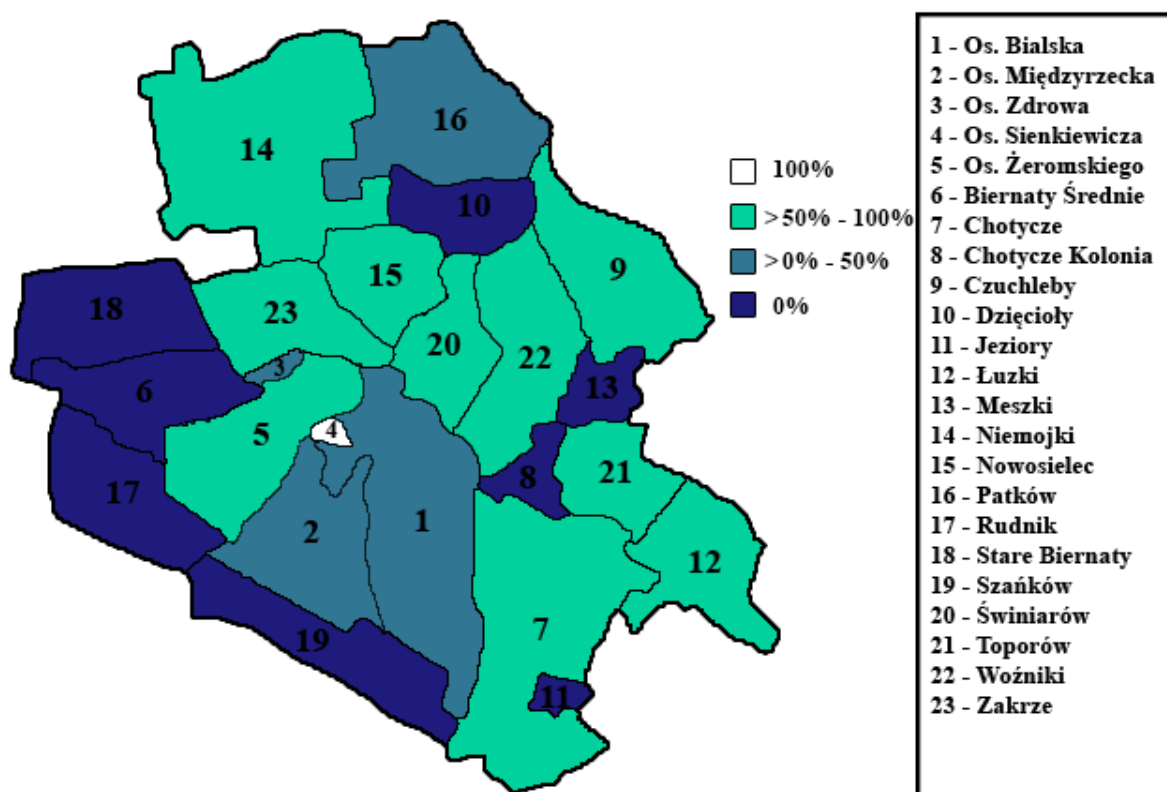 16
14
10
15
9
18
23
20
22
3
13
6
5
4
8
21
17
2
1
12
7
19
11
100%
>50% - 100%
>0% - 50%
0%
1 - Os. Bialska
2 - Os. Międzyrzecka
3 - Os. Zdrowa
4 - Os. Sienkiewicza
5 - Os. Żeromskiego
6 - Biernaty Średnie
7 - Chotycze
8 - Chotycze Kolonia
9 - Czuchleby
10 - Dzięcioły
11 - Jeziory
12 - Łuzki
13 - Meszki
14 - Niemojki
15 - Nowosielec
16 - Patków
17 - Rudnik
18 - Stare Biernaty
19 - Szańków
20 - Świniarów
21 - Toporów
22 - Woźniki
23 - Zakrze